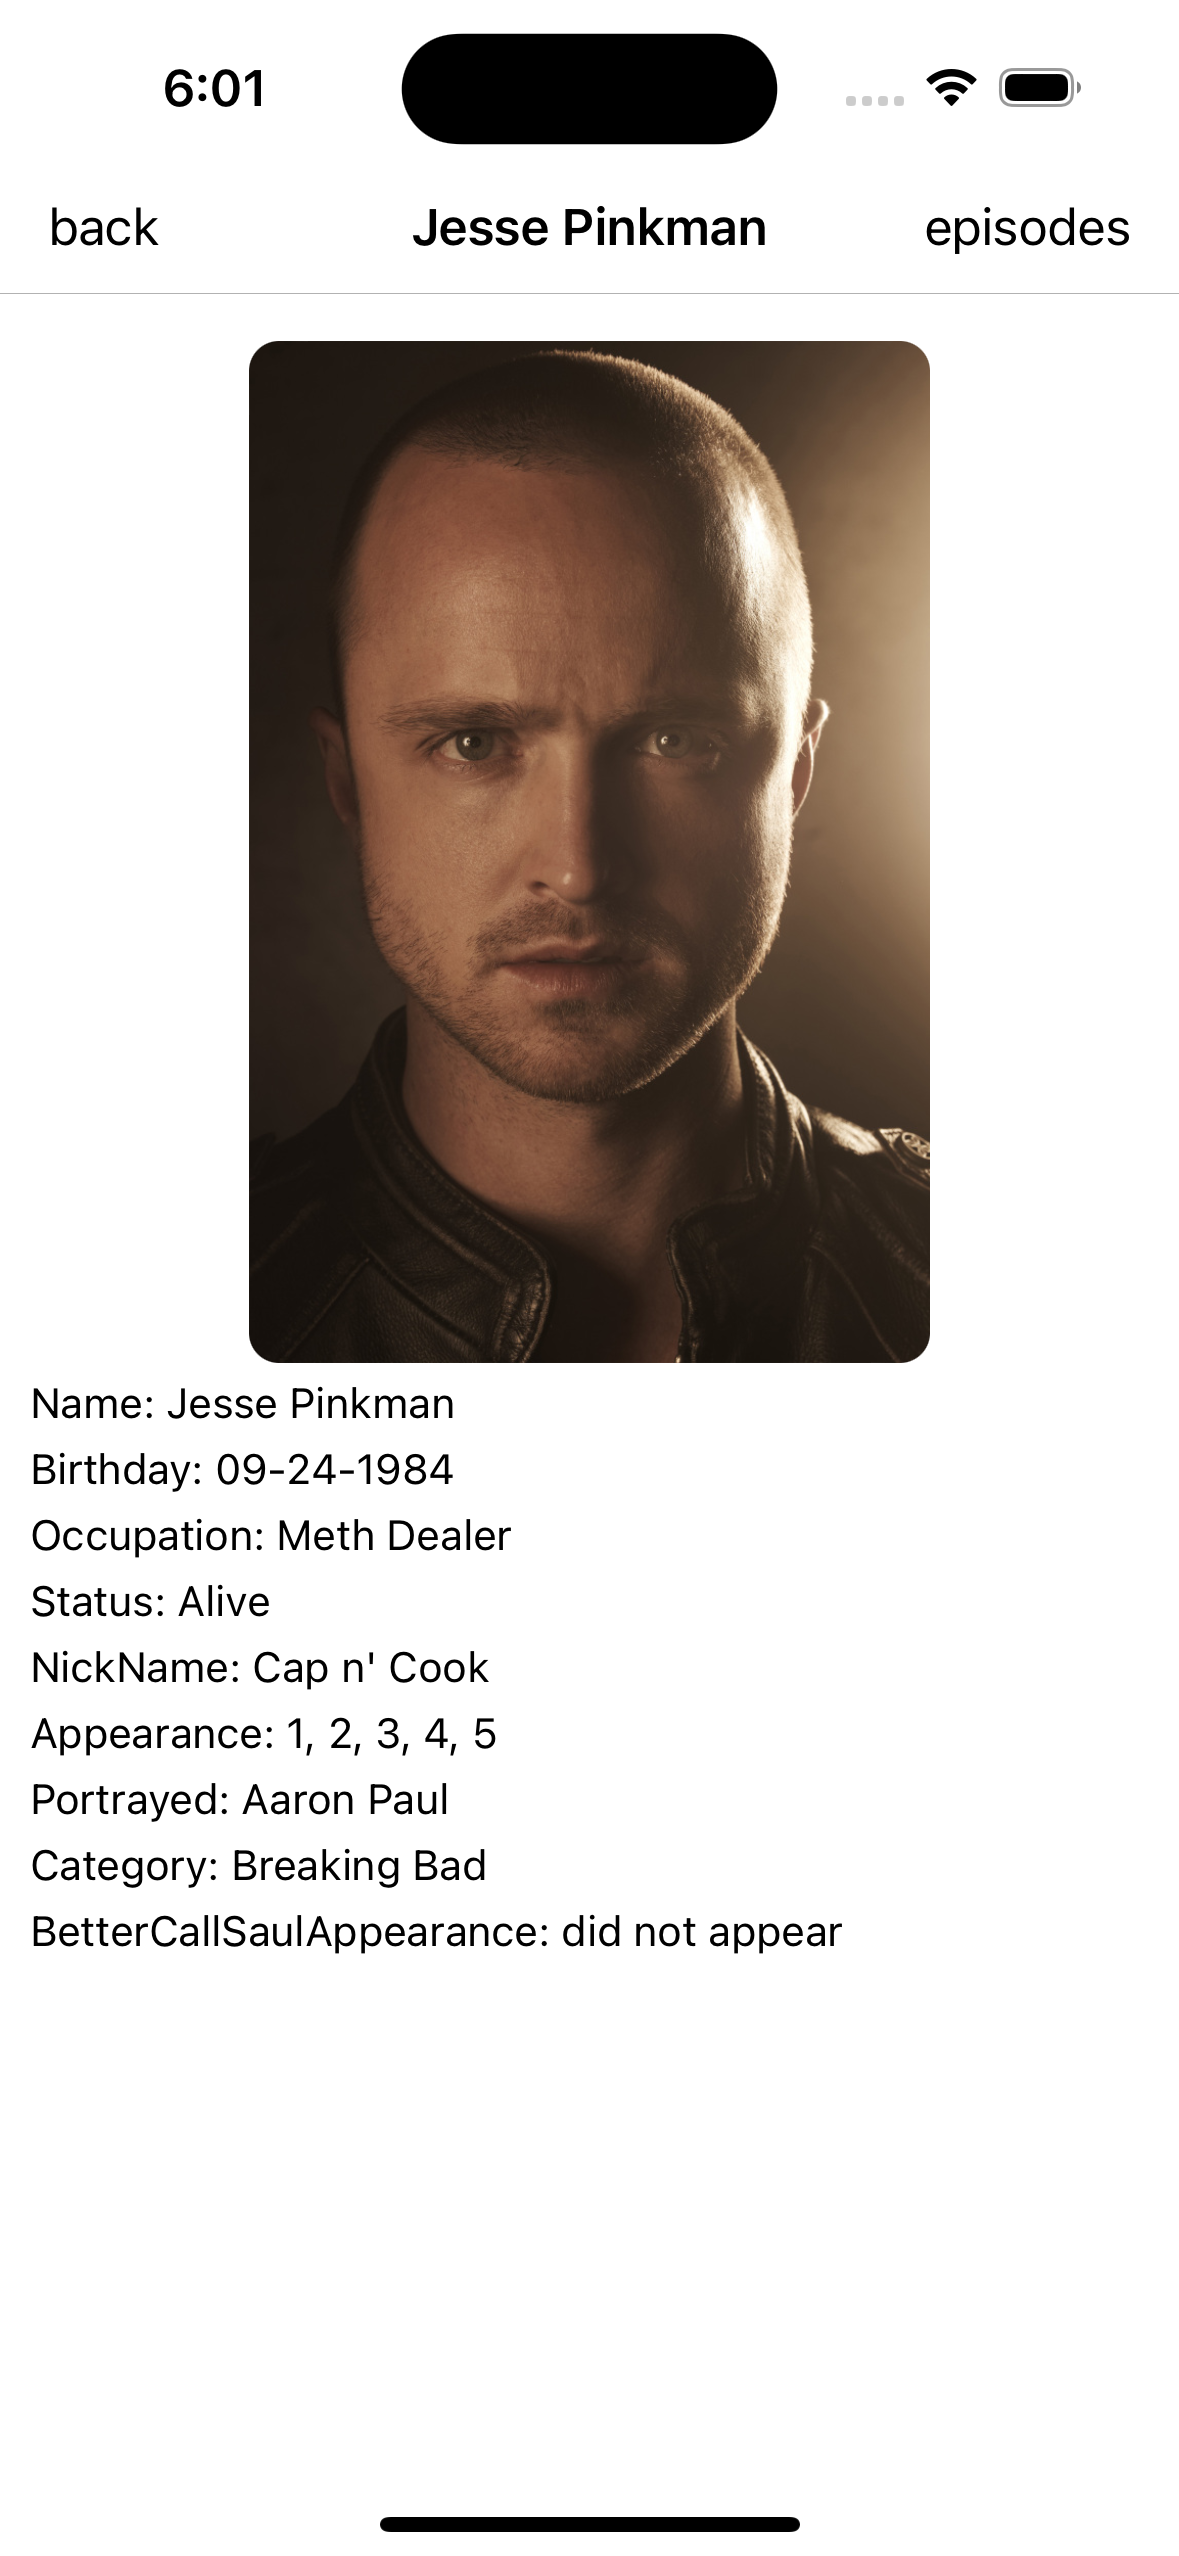 6:01
back Jesse Pinkman episodes
Name: Jesse Pinkman
Birthday: 09-24-1984
Occupation: Meth Dealer
Status: Alive
NickName: Cap n' Cook
Appearance: 1, 2, 3, 4, 5
Portrayed: Aaron Paul
Category: Breaking Bad
BetterCallSaulAppearance: did not appear